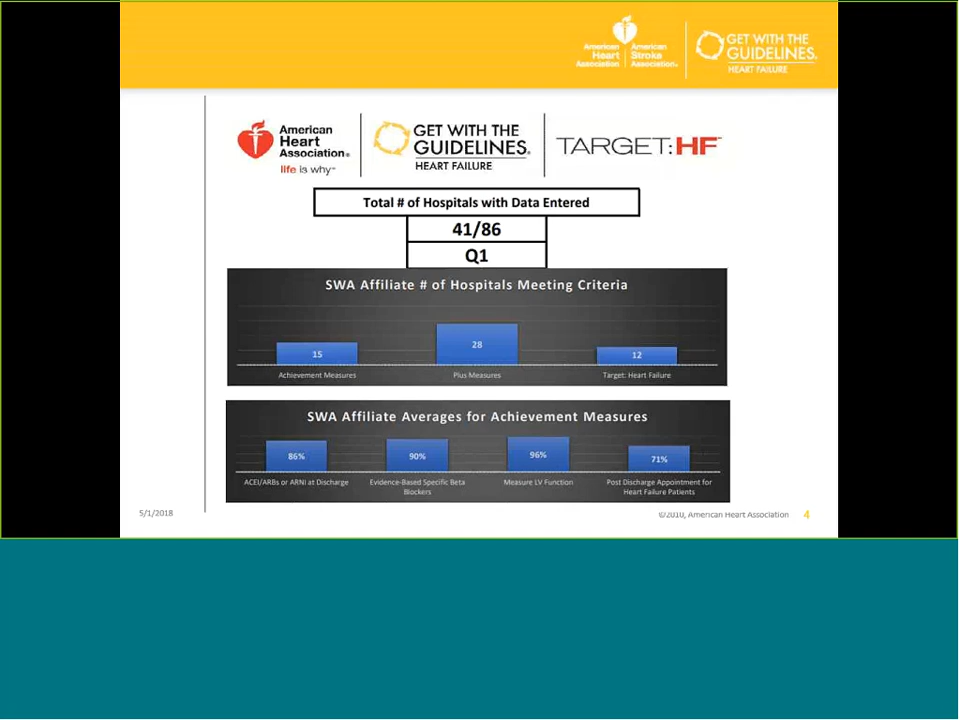 American Heart Association
American Stroke Association®
GET WITH THE
GUIDELINES®
HEART FAILURE
American
Heart
Association®
life is why™
GET WITH THE
GUIDELINES®
HEART FAILURE
TARGET:HF™
Total # of Hospitals with Data Entered
41/86
Q1
SWA Affiliate # of Hospitals Meeting Criteria
15
28
12
Achievement Measures
Plus Measures
Target: Heart Failure
SWA Affiliate Averages for Achievement Measures
86%
90%
96%
71%
ACEI/ARBs or ARNI at Discharge
Evidence-Based Specific Beta
Blockers
Measure LV Function
Post Discharge Appointment for
Heart Failure Patients
5/1/2018
©2010, American Heart Association
4